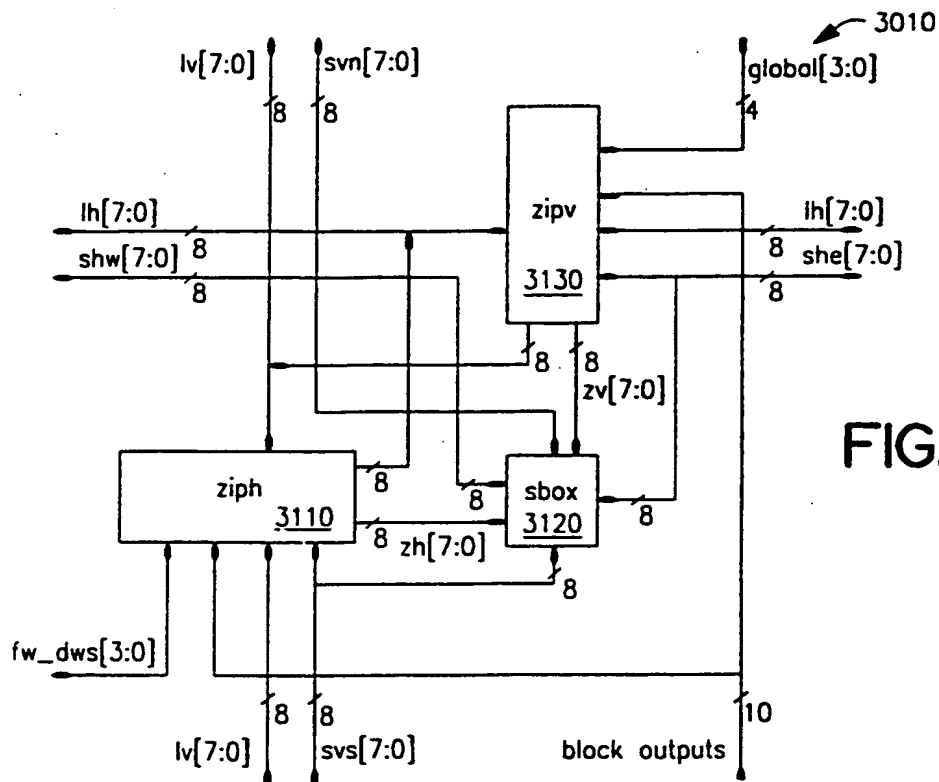 3010
lv[7:0] svn[7:0] global[3:0]
8 8 4
lh[7:0] zipv lh[7:0]
8 8
shw[7:0] 3130 she[7:0]
8 8
8 8
zv[7:0]
FIG.
ziph 8 8 sbox 8
3110 8 3120
zh[7:0]
8
fw_dws[3:0]
8 8 10
lv[7:0] svs[7:0] block outputs